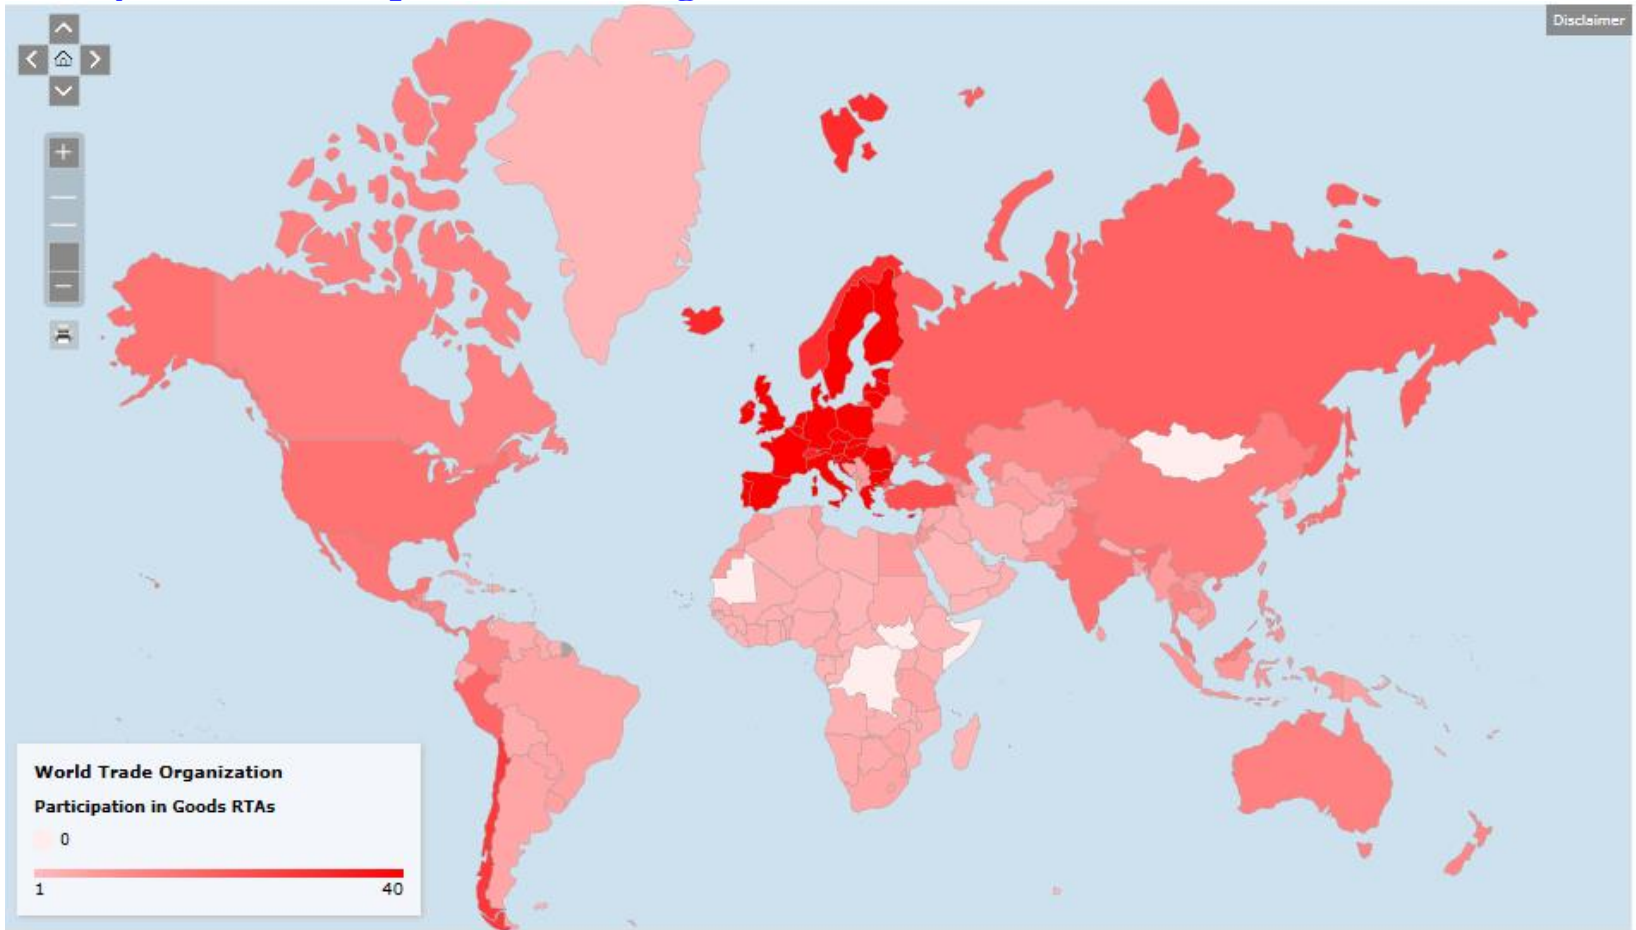 Disclaimer
World Trade Organization
Participation in Goods RTAs
0
1 40